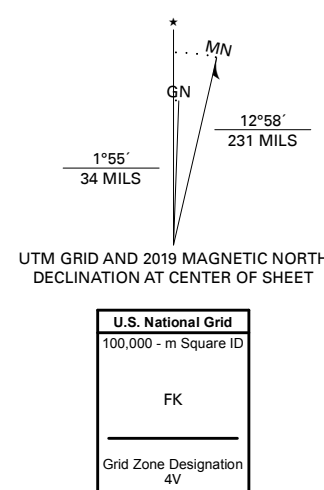 ★
MN
GN
12°58´
231 MILS
1°55´
34 MILS
UTM GRID AND 2019 MAGNETIC NORTH
DECLINATION AT CENTER OF SHEET
U.S. National Grid
100,000 - m Square ID
FK
Grid Zone Designation
4V